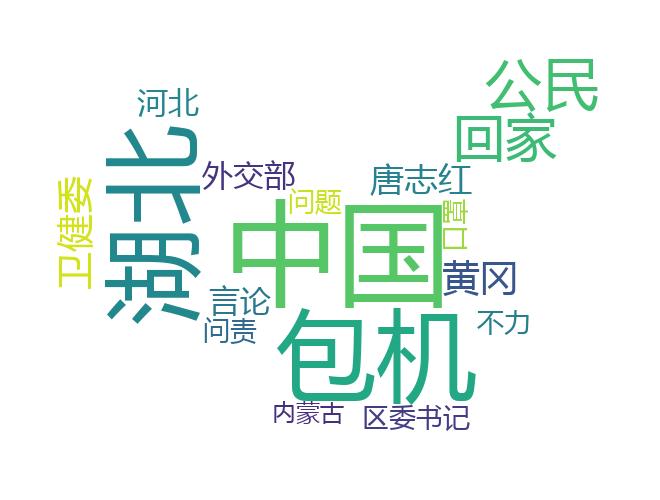 公民
河北
回家
湖北
外交部
唐志红
卫健委
问题
口罩
中国
黄冈
言论
问责
包机
不力
内蒙古
区委书记